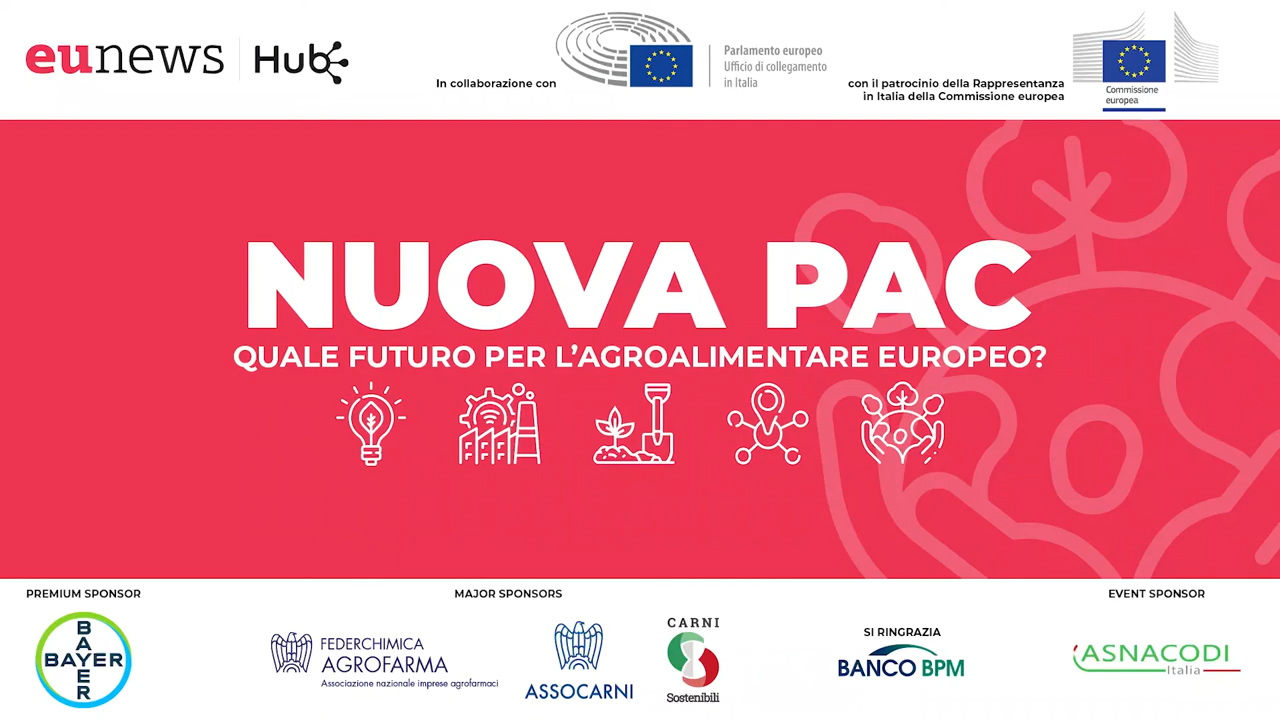 eunews Hub
In collaborazione con
Parlamento europeo
Ufficio di collegamento
in Italia
con il patrocinio della Rappresentanza
in Italia della Commissione europea
Commissione
europea
NUOVA PAC
QUALE FUTURO PER L’AGROALIMENTARE EUROPEO?
PREMIUM SPONSOR
BAYER
BAYER
MAJOR SPONSORS
FEDERCHIMICA
AGROFARMA
Associazione nazionale imprese agrofarmaci
ASSOCARNI
CARNI
Sostenibili
SI RINGRAZIA
BANCO BPM
EVENT SPONSOR
ASNACODI
Italia